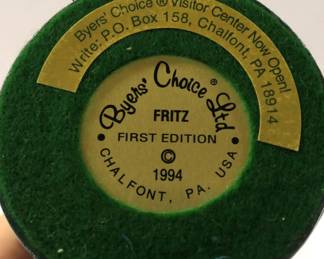 Byers' Choice ® Visitor Center Now Open!
Write: P.O. Box 158, Chalfont, PA 18914
Byers' Choice® Ltd
FRITZ
FIRST EDITION
©
1994
• CHALFONT, PA. USA •